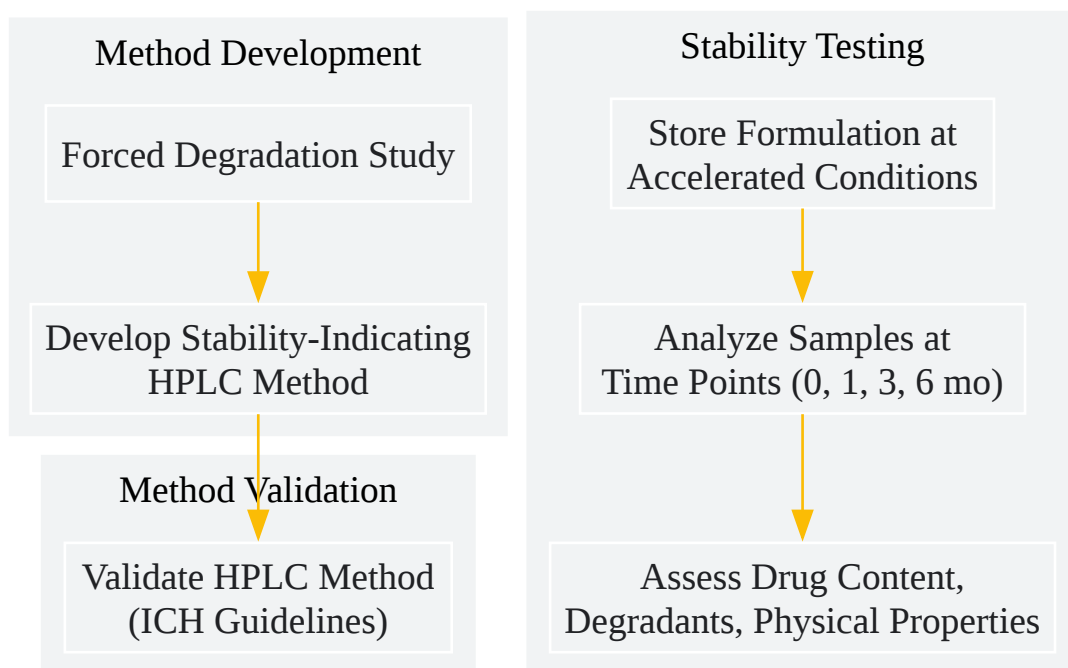 Method Development
Forced Degradation Study
Develop Stability-Indicating
HPLC Method
Method Validation
Validate HPLC Method
(ICH Guidelines)
Stability Testing
Store Formulation at
Accelerated Conditions
Analyze Samples at
Time Points (0, 1, 3, 6 mo)
Assess Drug Content,
Degradants, Physical Properties